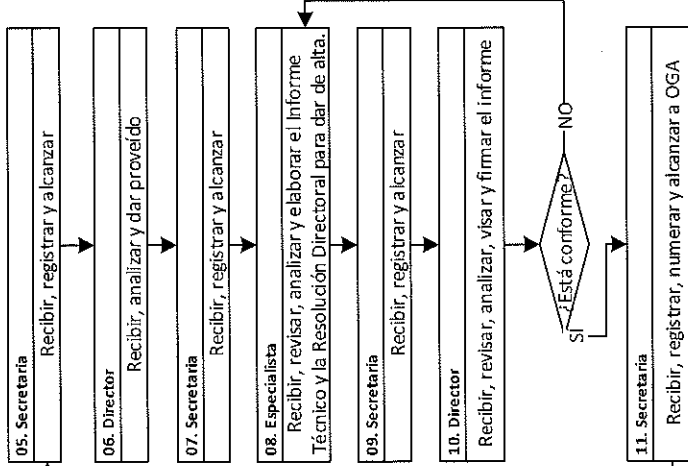 05. Secretaria
Recibir, registrar y alcanzar
06. Director
Recibir, analizar y dar proveído
07. Secretaria
Recibir, registrar y alcanzar
08. Especialista
Recibir, revisar, analizar y elaborar el Informe
Técnico y la Resolución Directoral para dar de alta.
09. Secretaria
Recibir, registrar y alcanzar
10. Director
Recibir, revisar, analizar, visar y firmar el informe
¿Está conforme?
NO
SI
11. Secretaria
Recibir, registrar, numerar y alcanzar a OGA